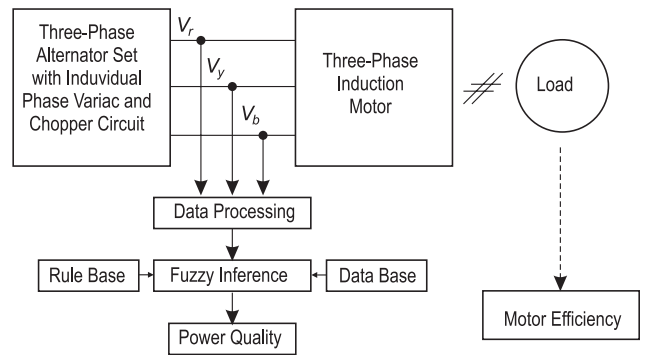 Three-Phase
Alternator Set
with Induvidual
Phase Variac and
Chopper Circuit
Vr
Vy
Vb
Three-Phase
Induction
Motor
Load
Data Processing
Rule Base
Fuzzy Inference
Data Base
Power Quality
Motor Efficiency